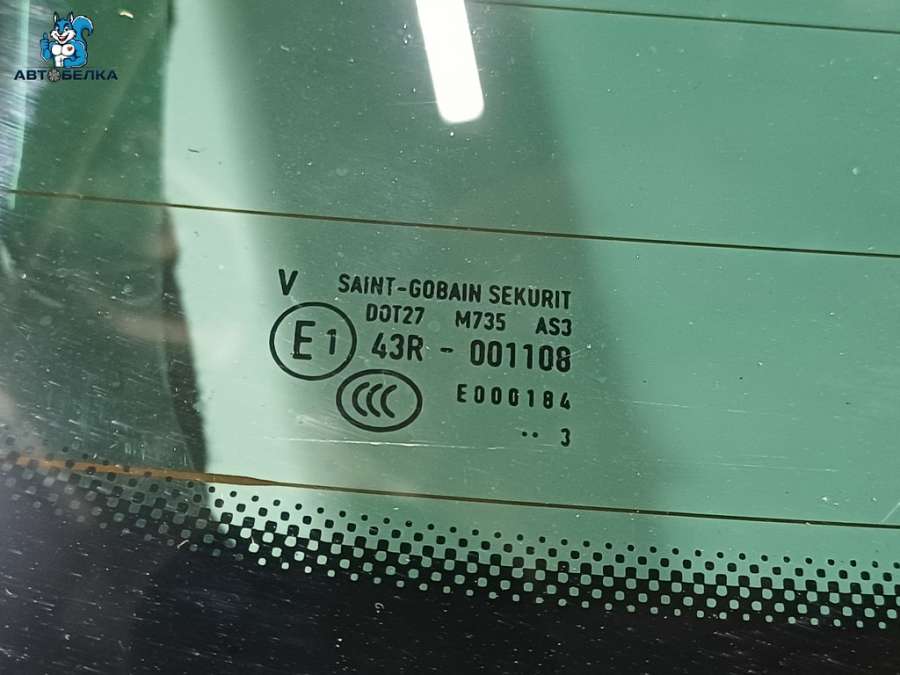 АВТОБЕЛКА
V SAINT-GOBAIN SEKURIT
DOT27 M735 AS3
E1 43R - 001108
CCC E000184
·· 3